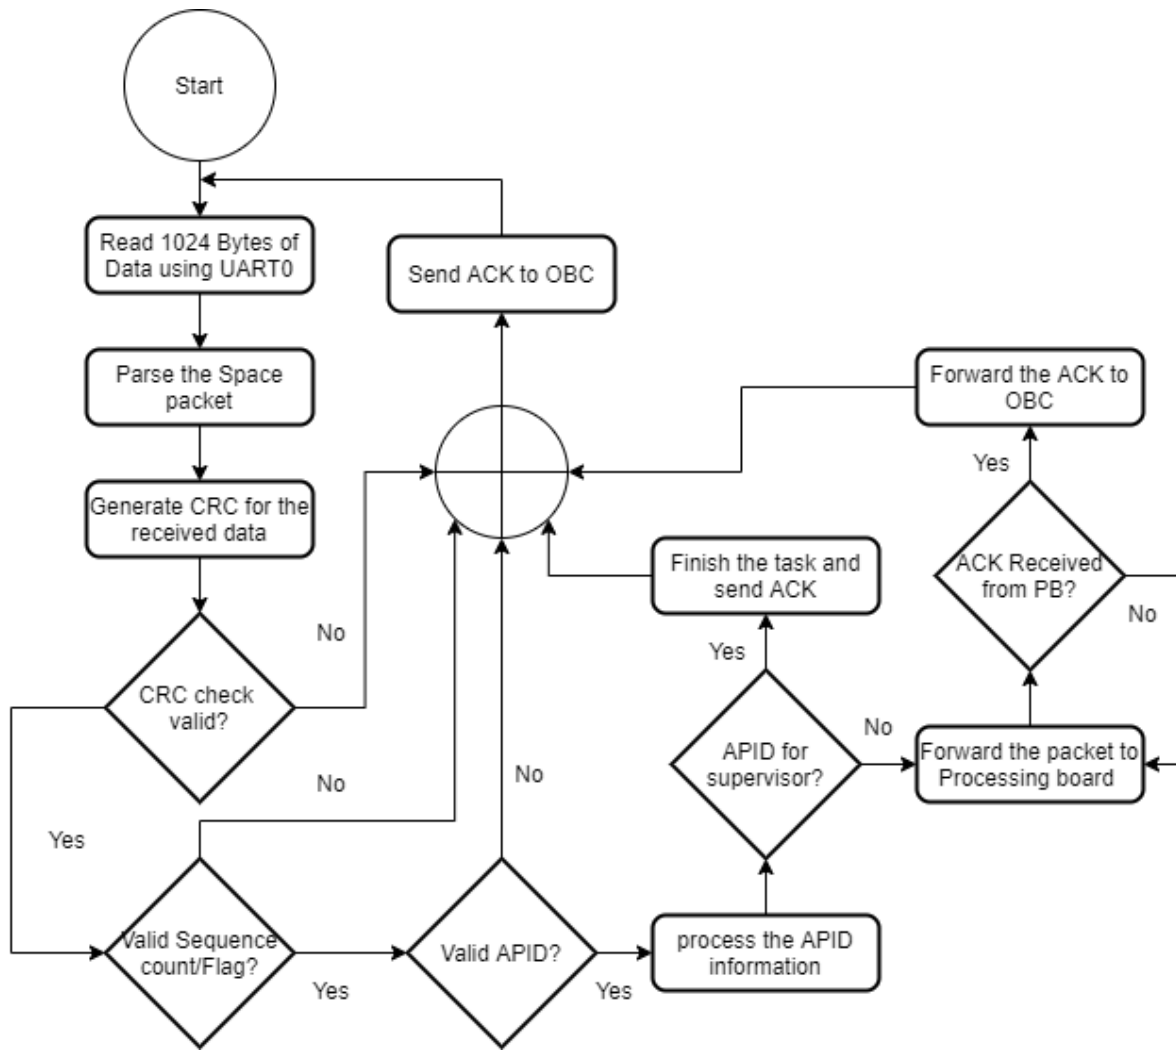 Start
Read 1024 Bytes of
Data using UART0
Send ACK to OBC
Parse the Space
packet
Forward the ACK to
OBC
Yes
Generate CRC for the
received data
Finish the task and
send ACK
ACK Received
from PB?
No
No
Yes
CRC check
valid?
No
APID for
supervisor?
No
Forward the packet to
Processing board
No
Yes
Valid Sequence
count/Flag?
Yes
Valid APID?
Yes
process the APID
information